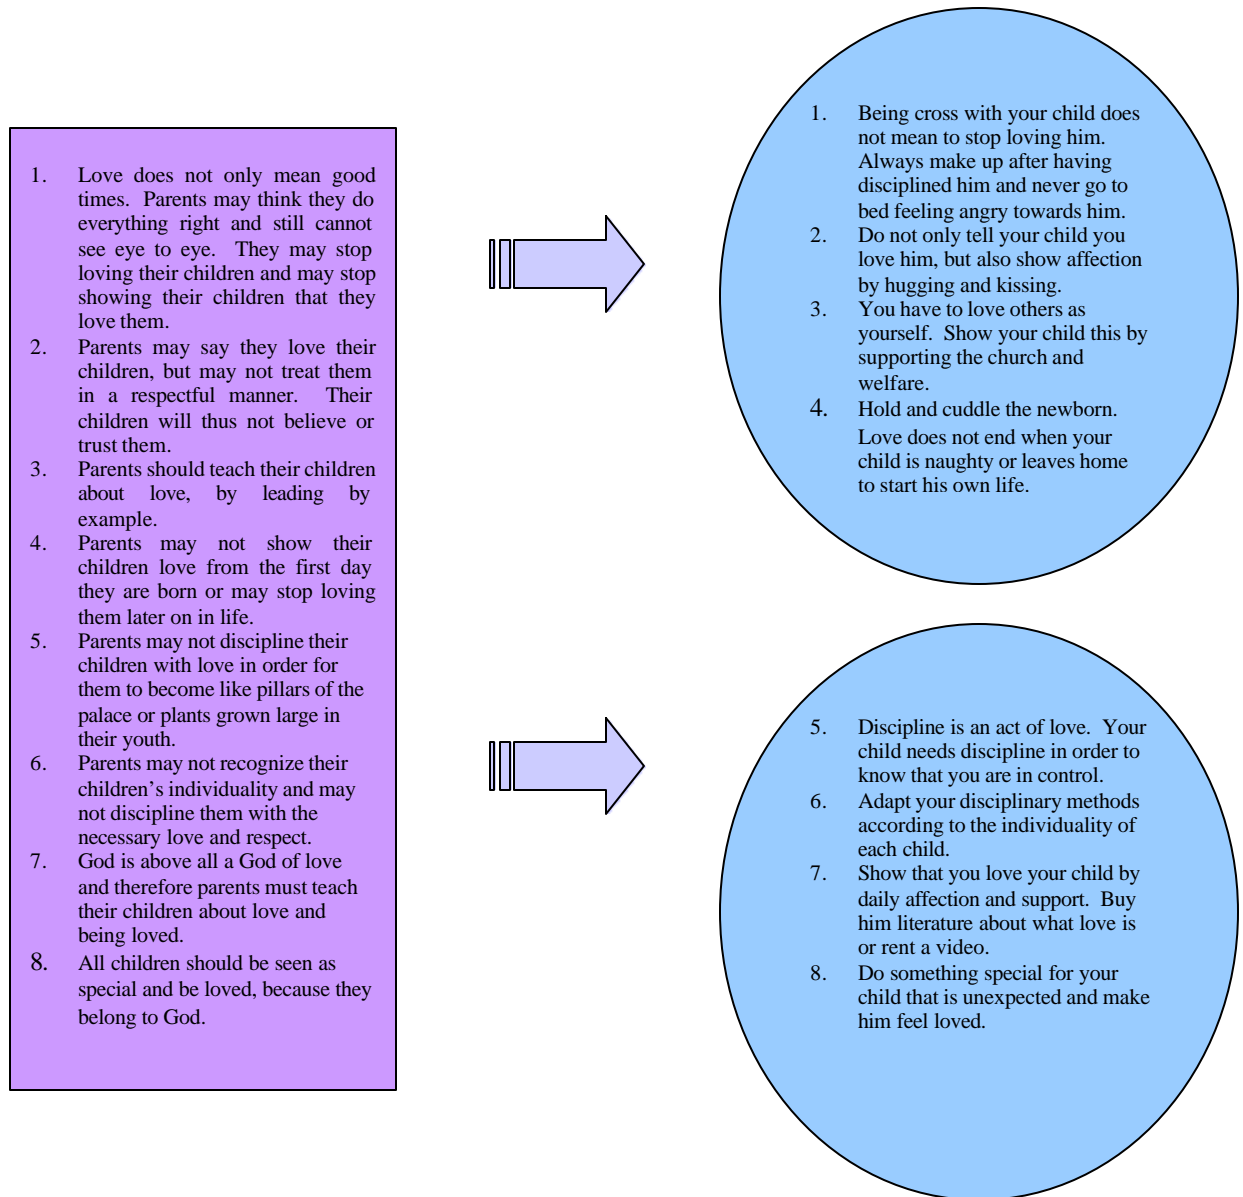 1. Love does not only mean good
times. Parents may think they do
everything right and still cannot
see eye to eye. They may stop
loving their children and may stop
showing their children that they
love them.
2. Parents may say they love their
children, but may not treat them
in a respectful manner. Their
children will thus not believe or
trust them.
3. Parents should teach their children
about love, by leading by
example.
4. Parents may not show their
children love from the first day
they are born or may stop loving
them later on in life.
5. Parents may not discipline their
children with love in order for
them to become like pillars of the
palace or plants grown large in
their youth.
6. Parents may not recognize their
children’s individuality and may
not discipline them with the
necessary love and respect.
7. God is above all a God of love
and therefore parents must teach
their children about love and
being loved.
8. All children should be seen as
special and be loved, because they
belong to God.
1. Being cross with your child does
not mean to stop loving him.
Always make up after having
disciplined him and never go to
bed feeling angry towards him.
2. Do not only tell your child you
love him, but also show affection
by hugging and kissing.
3. You have to love others as
yourself. Show your child this by
supporting the church and
welfare.
4. Hold and cuddle the newborn.
Love does not end when your
child is naughty or leaves home
to start his own life.
5. Discipline is an act of love. Your
child needs discipline in order to
know that you are in control.
6. Adapt your disciplinary methods
according to the individuality of
each child.
7. Show that you love your child by
daily affection and support. Buy
him literature about what love is
or rent a video.
8. Do something special for your
child that is unexpected and make
him feel loved.